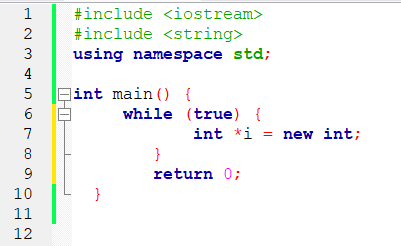 1 #include <iostream>
2 #include <string>
3 using namespace std;
4
5 int main() {
6 while (true) {
7 int *i = new int;
8 }
9 return 0;
10 }
11
12